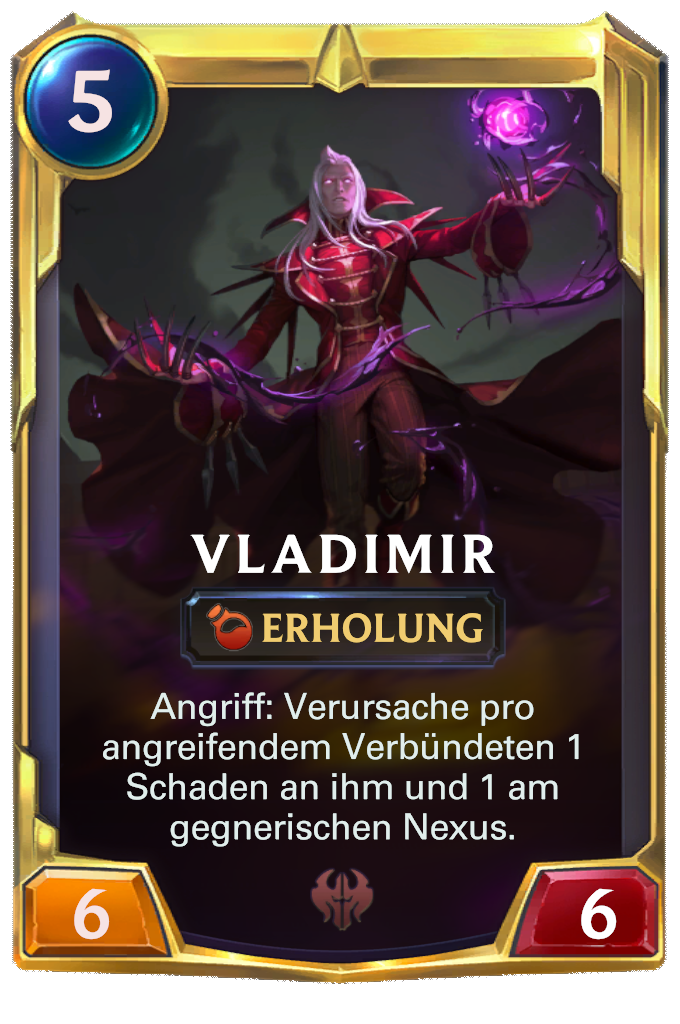 5
VLADIMIR
ERHOLUNG
Angriff: Verursache pro
angreifendem Verbündeten 1
Schaden an ihm und 1 am
gegnerischen Nexus.
6 6